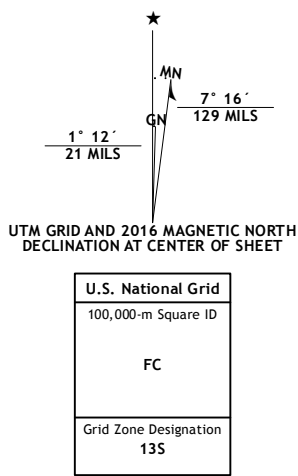 ★
MN
GN
7° 16´
129 MILS
1° 12´
21 MILS
UTM GRID AND 2016 MAGNETIC NORTH
DECLINATION AT CENTER OF SHEET
U.S. National Grid
100,000-m Square ID
FC
Grid Zone Designation
13S